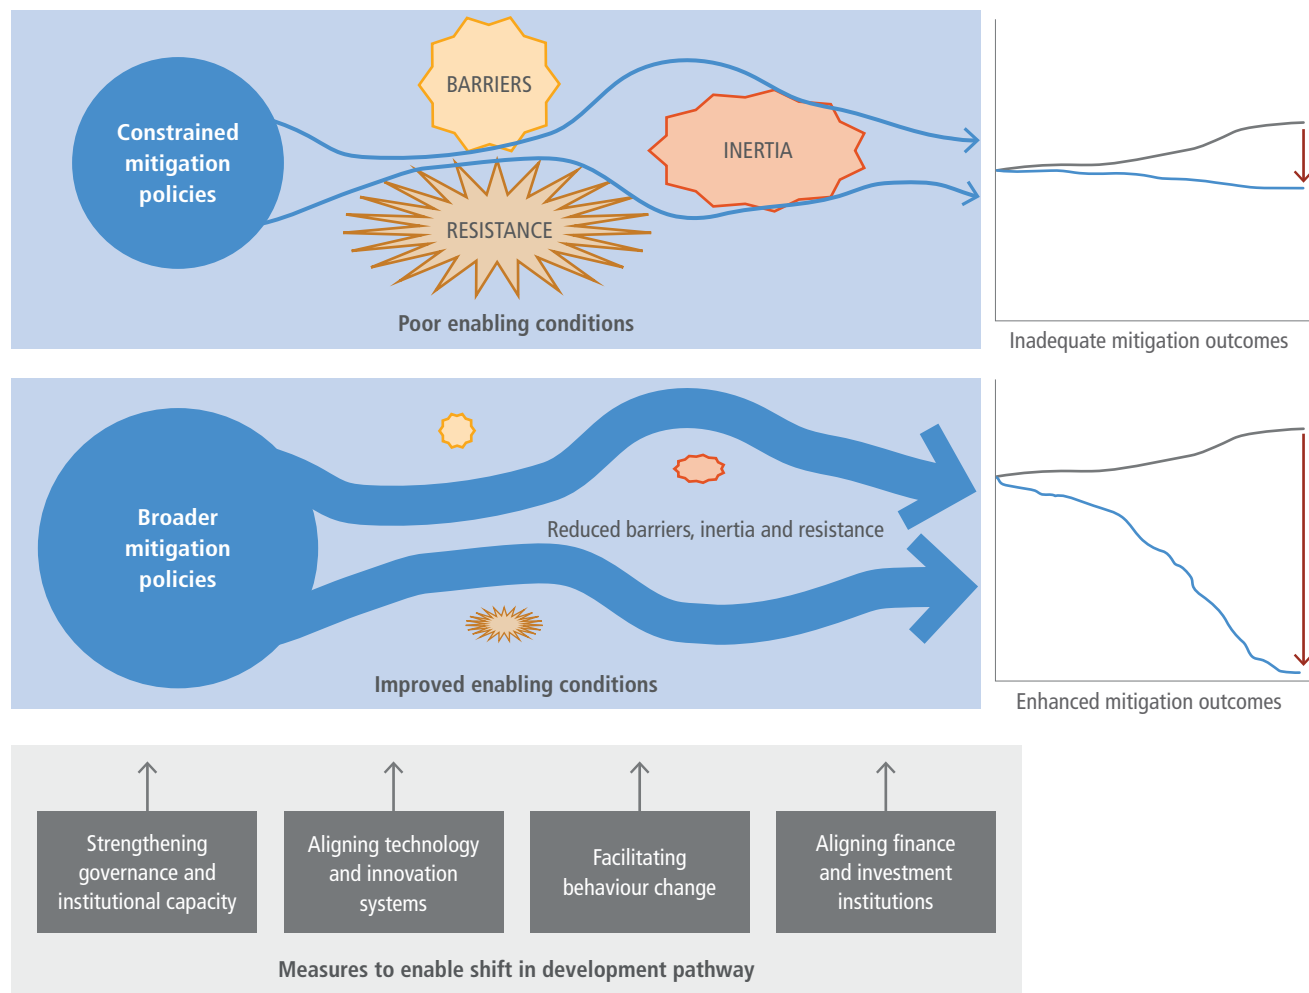 Constrained
mitigation
policies
BARRIERS
RESISTANCE
INERTIA
Poor enabling conditions
Inadequate mitigation outcomes
Broader
mitigation
policies
Reduced barriers, inertia and resistance
Improved enabling conditions
Enhanced mitigation outcomes
Strengthening
governance and
institutional capacity
Aligning technology
and innovation
systems
Facilitating
behaviour change
Aligning finance
and investment
institutions
Measures to enable shift in development pathway